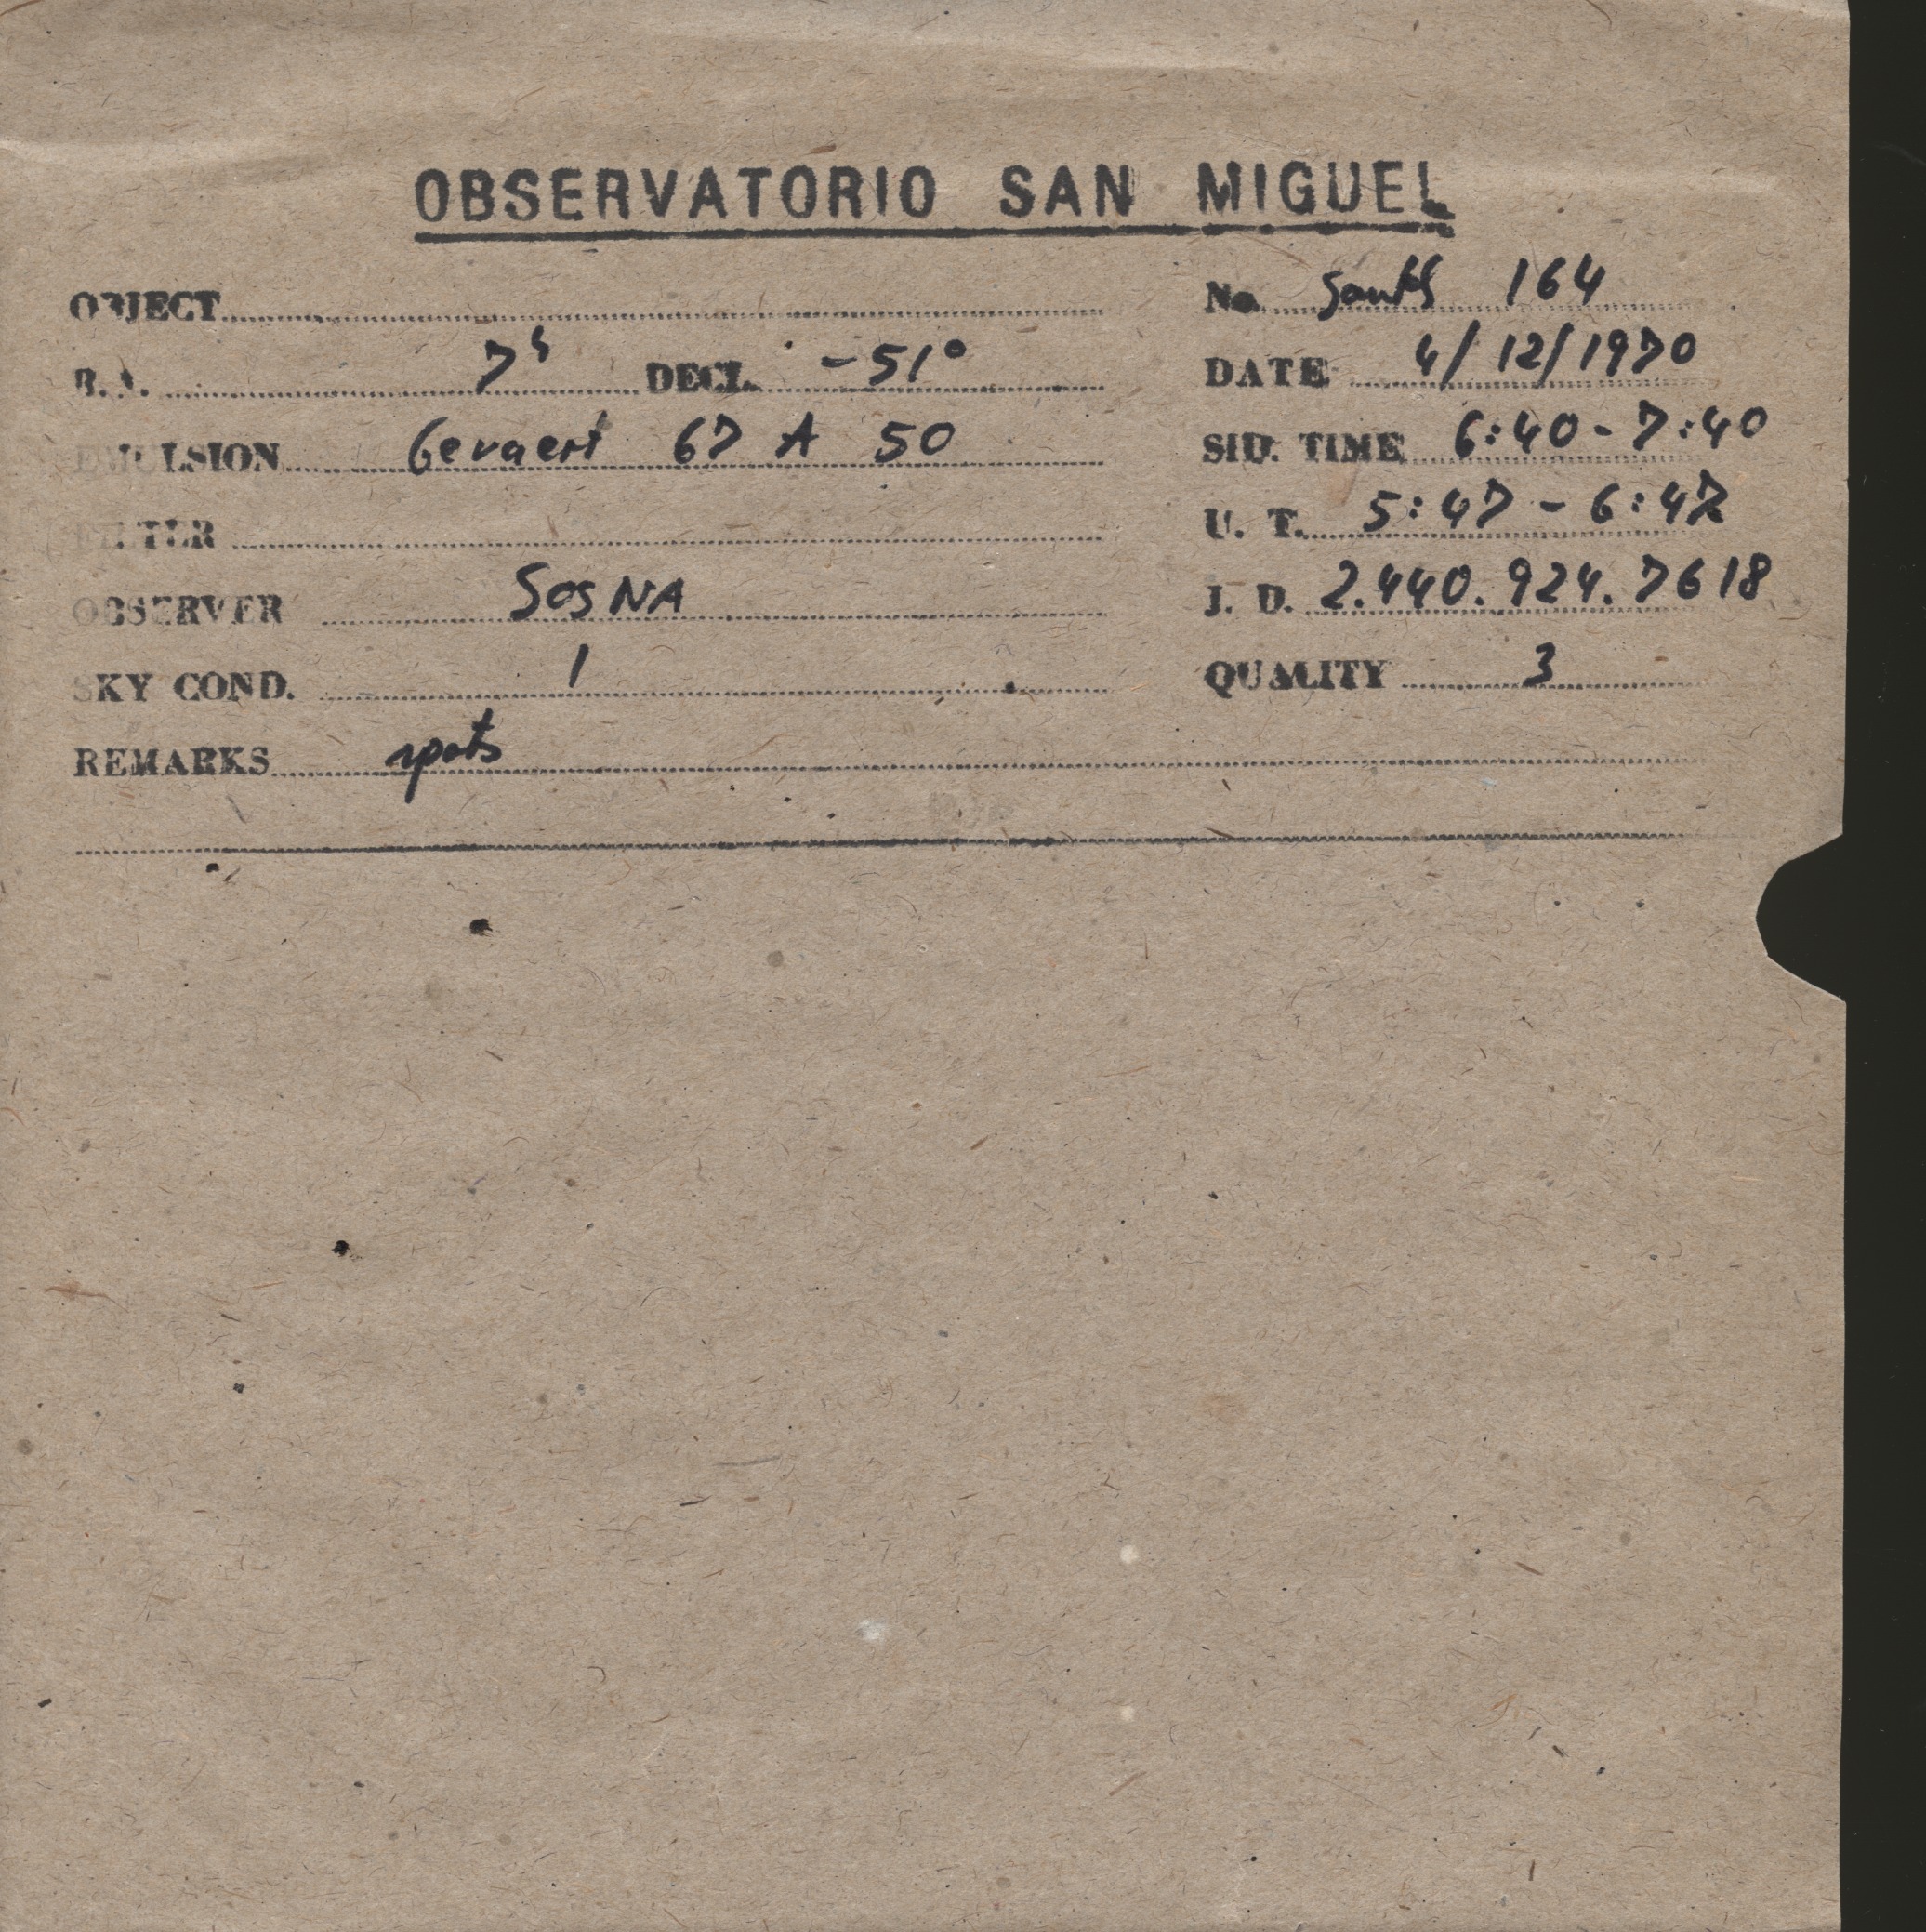 OBSERVATORIO SAN MIGUEL
OBJECT No. South 164
R.A. 7h DECL. -51° DATE 4/12/1970
EMULSION Gevaert 67 A 50 SID. TIME 6:40-7:40
FILTER U. T. 5:47 - 6:47
OBSERVER SOSNA J. D. 2.440.924.7618
SKY COND. 1 QUALITY 3
REMARKS spots